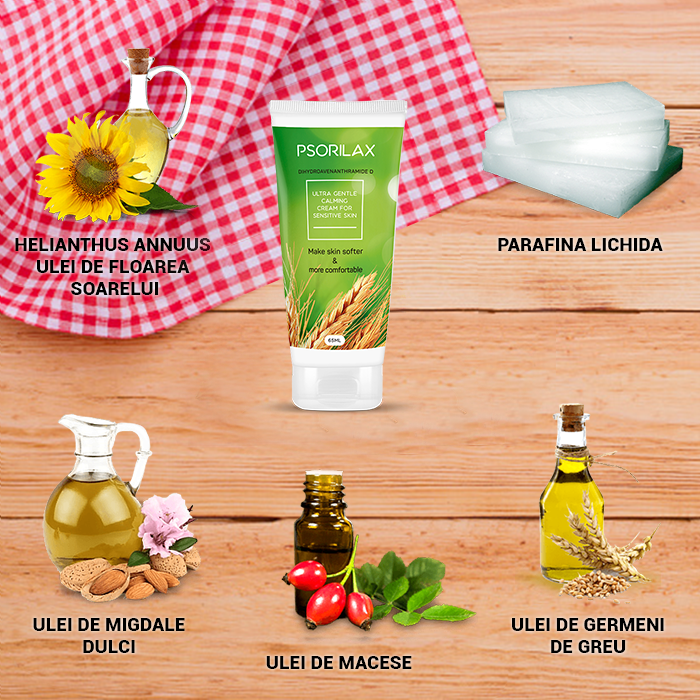 PSORILAX
DIHYDROAVENANTHRAMIDE D
ULTRA GENTLE
CALMING
CREAM FOR
SENSITIVE SKIN
Make skin softer
&
more comfortable
65ML
HELIANTHUS ANNUUS
ULEI DE FLOAREA
SOARELUI
PARAFINA LICHIDA
ULEI DE MIGDALE
DULCI
ULEI DE MACESE
ULEI DE GERMENI
DE GREU